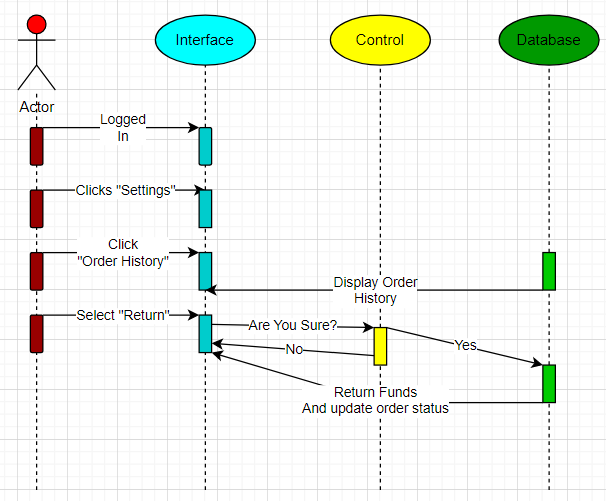 Interface
Control
Database
Actor
Logged
In
Clicks "Settings"
Click
"Order History"
Display Order
History
Select "Return"
Are You Sure?
No
Yes
Return Funds
And update order status